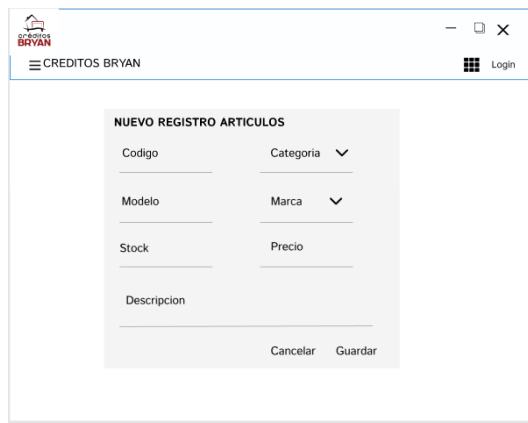 créditos
BRYAN
CREDITOS BRYAN
Login
NUEVO REGISTRO ARTICULOS
Codigo
Categoria
Modelo
Marca
Stock
Precio
Descripcion
Cancelar
Guardar